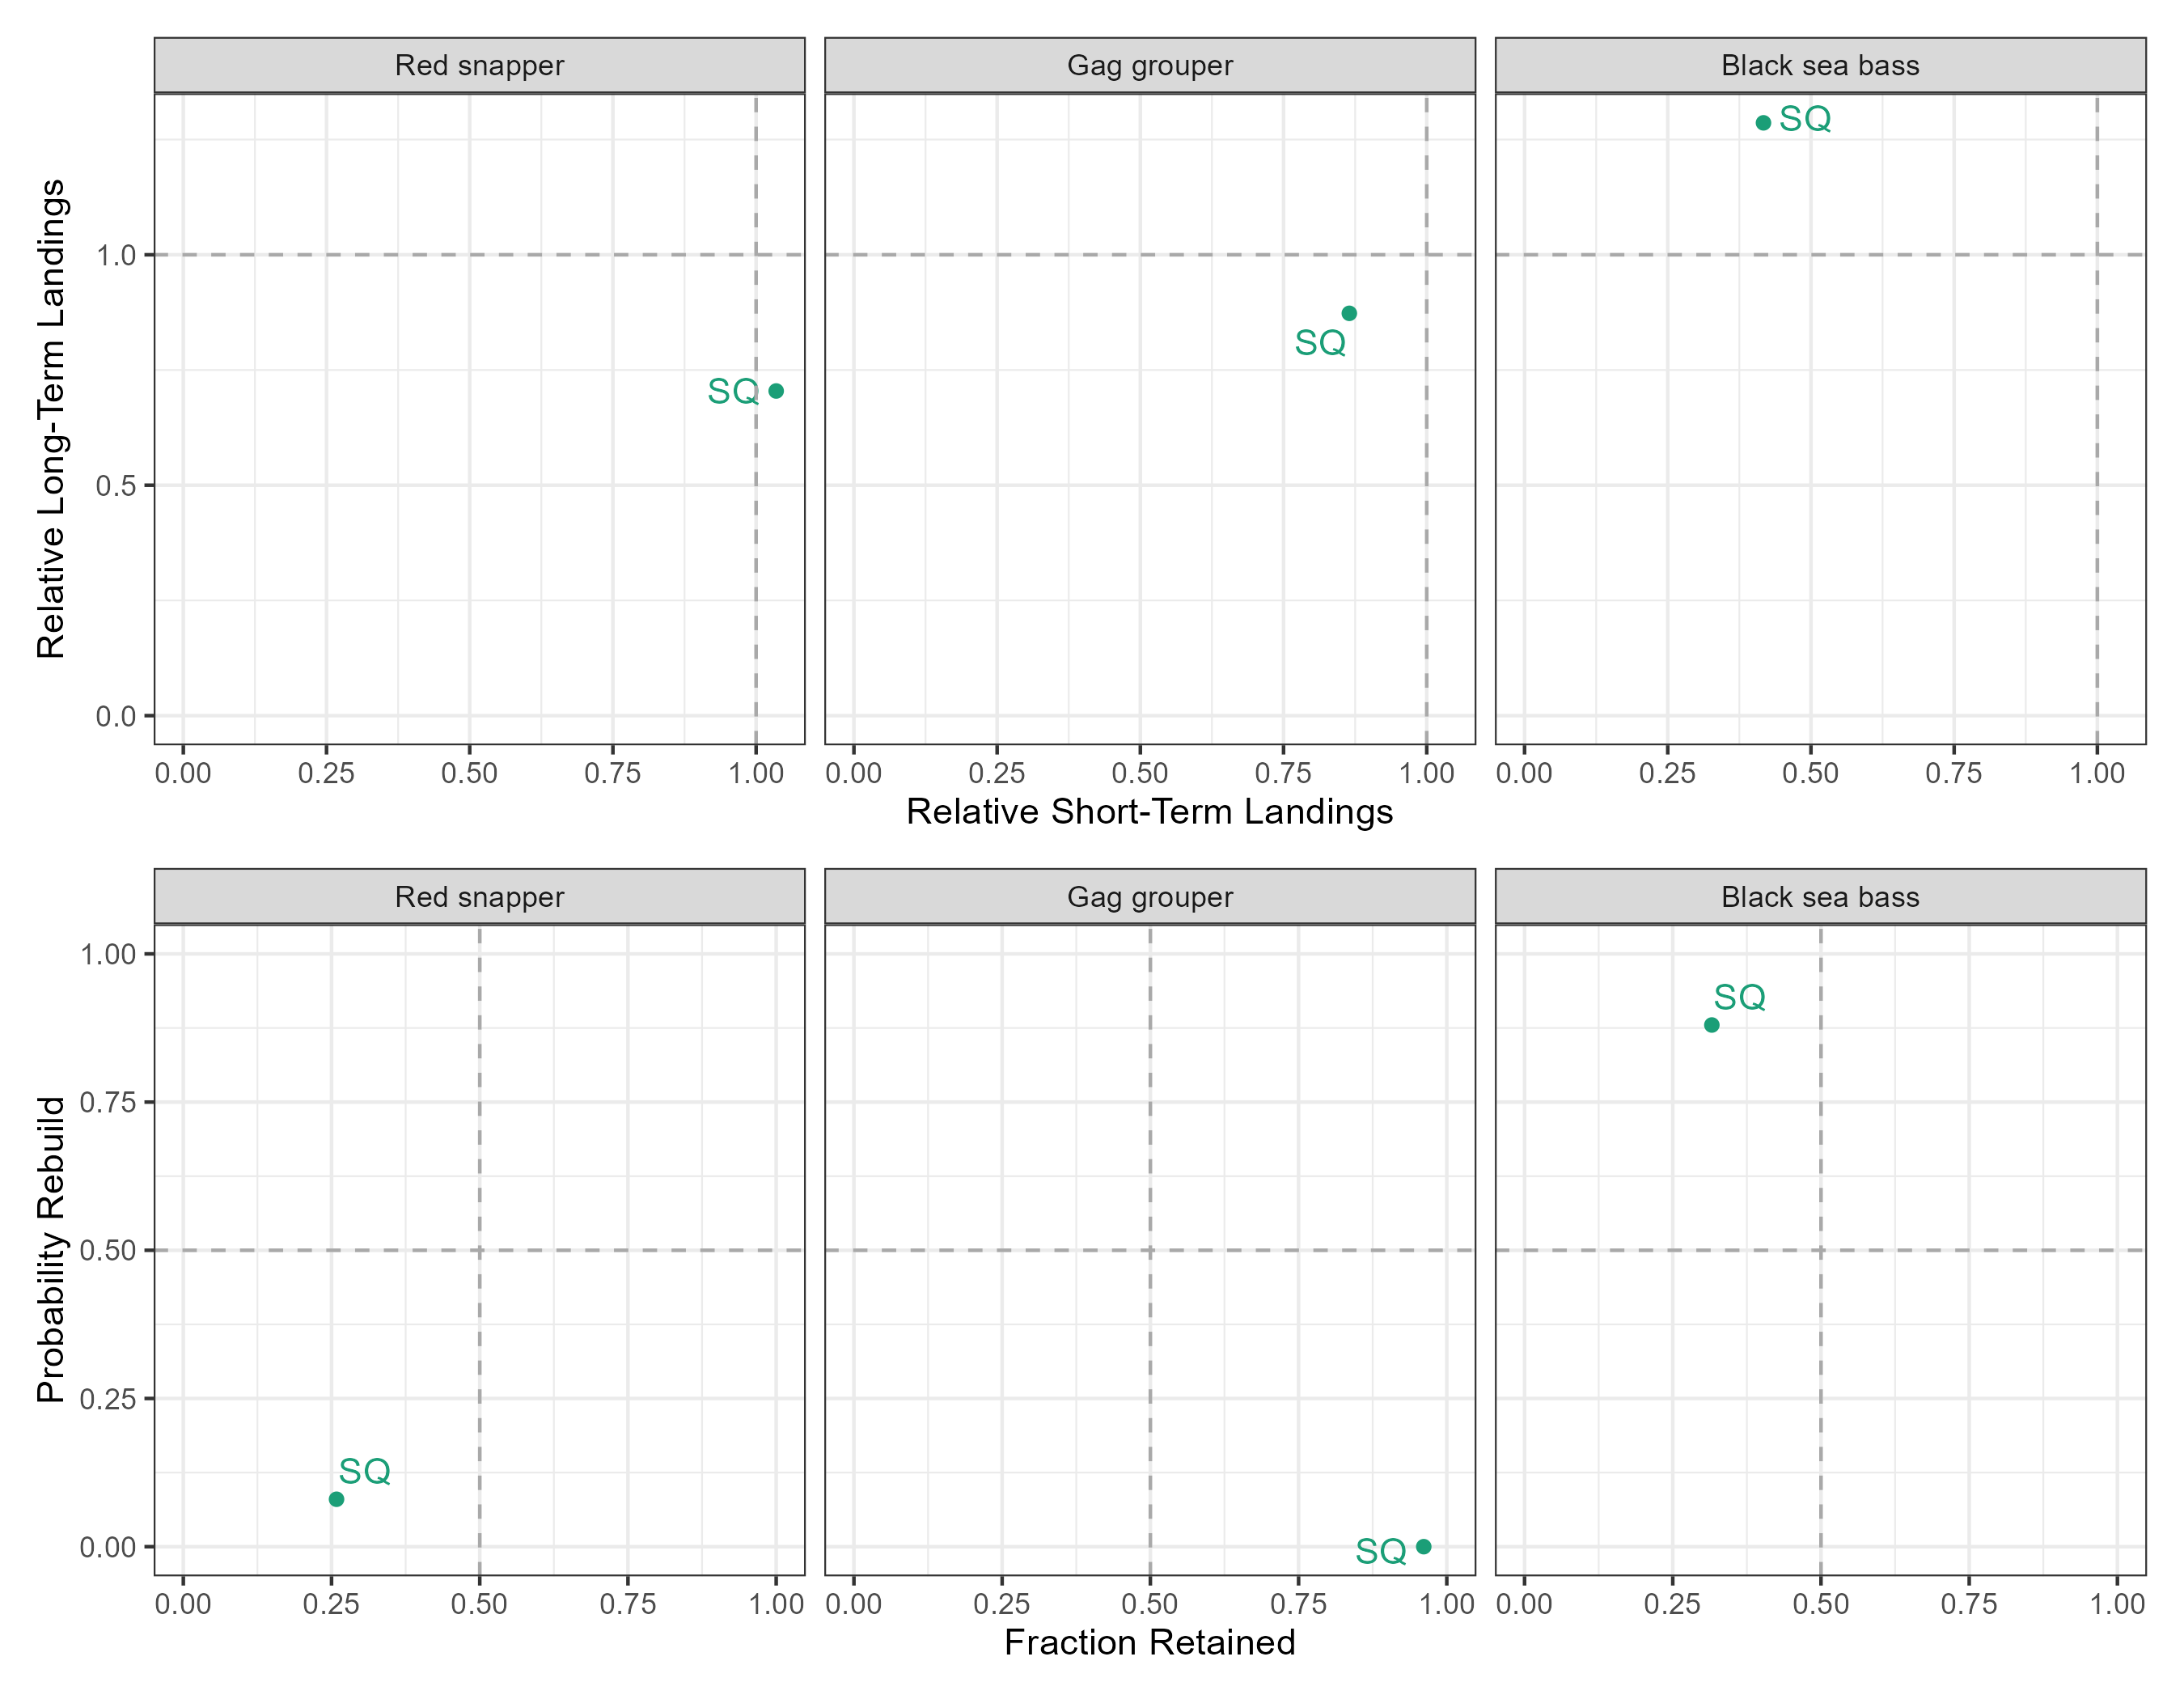 Red snapper
Gag grouper
Black sea bass
Relative Long-Term Landings
1.0
0.5
0.0
SQ
SQ
SQ
0.00 0.25 0.50 0.75 1.00
0.00 0.25 0.50 0.75 1.00
0.00 0.25 0.50 0.75 1.00
Relative Short-Term Landings
Red snapper
Gag grouper
Black sea bass
Probability Rebuild
1.00
0.75
0.50
0.25
0.00
SQ
SQ
SQ
0.00 0.25 0.50 0.75 1.00
0.00 0.25 0.50 0.75 1.00
0.00 0.25 0.50 0.75 1.00
Fraction Retained